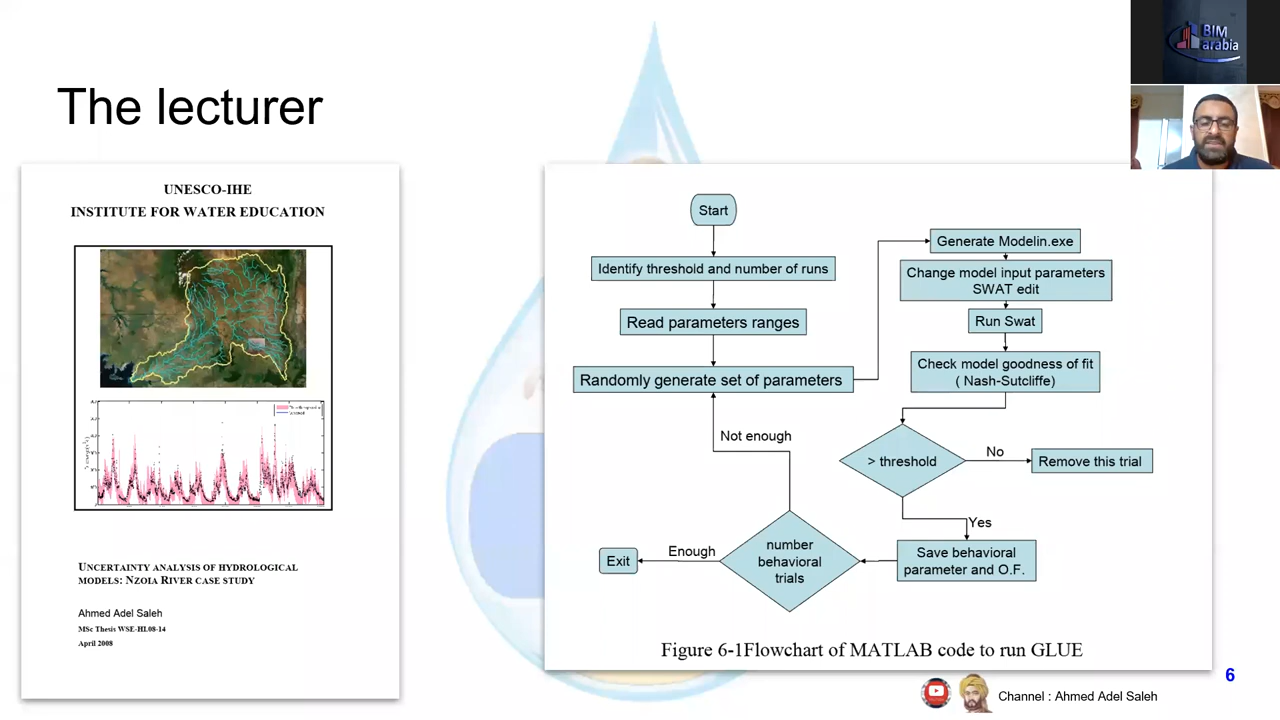 BIM
arabia
The lecturer
UNESCO-IHE
INSTITUTE FOR WATER EDUCATION
UNCERTAINTY ANALYSIS OF HYDROLOGICAL
MODELS: NZOIA RIVER CASE STUDY
Ahmed Adel Saleh
MSc Thesis WSE-HI.08-14
April 2008
Start
Identify threshold and number of runs
Read parameters ranges
Randomly generate set of parameters
Generate Modelin.exe
Change model input parameters
SWAT edit
Run Swat
Check model goodness of fit
( Nash-Sutcliffe)
> threshold
No
Remove this trial
Yes
Save behavioral
parameter and O.F.
number
behavioral
trials
Not enough
Enough
Exit
Figure 6-1Flowchart of MATLAB code to run GLUE
6
Channel : Ahmed Adel Saleh